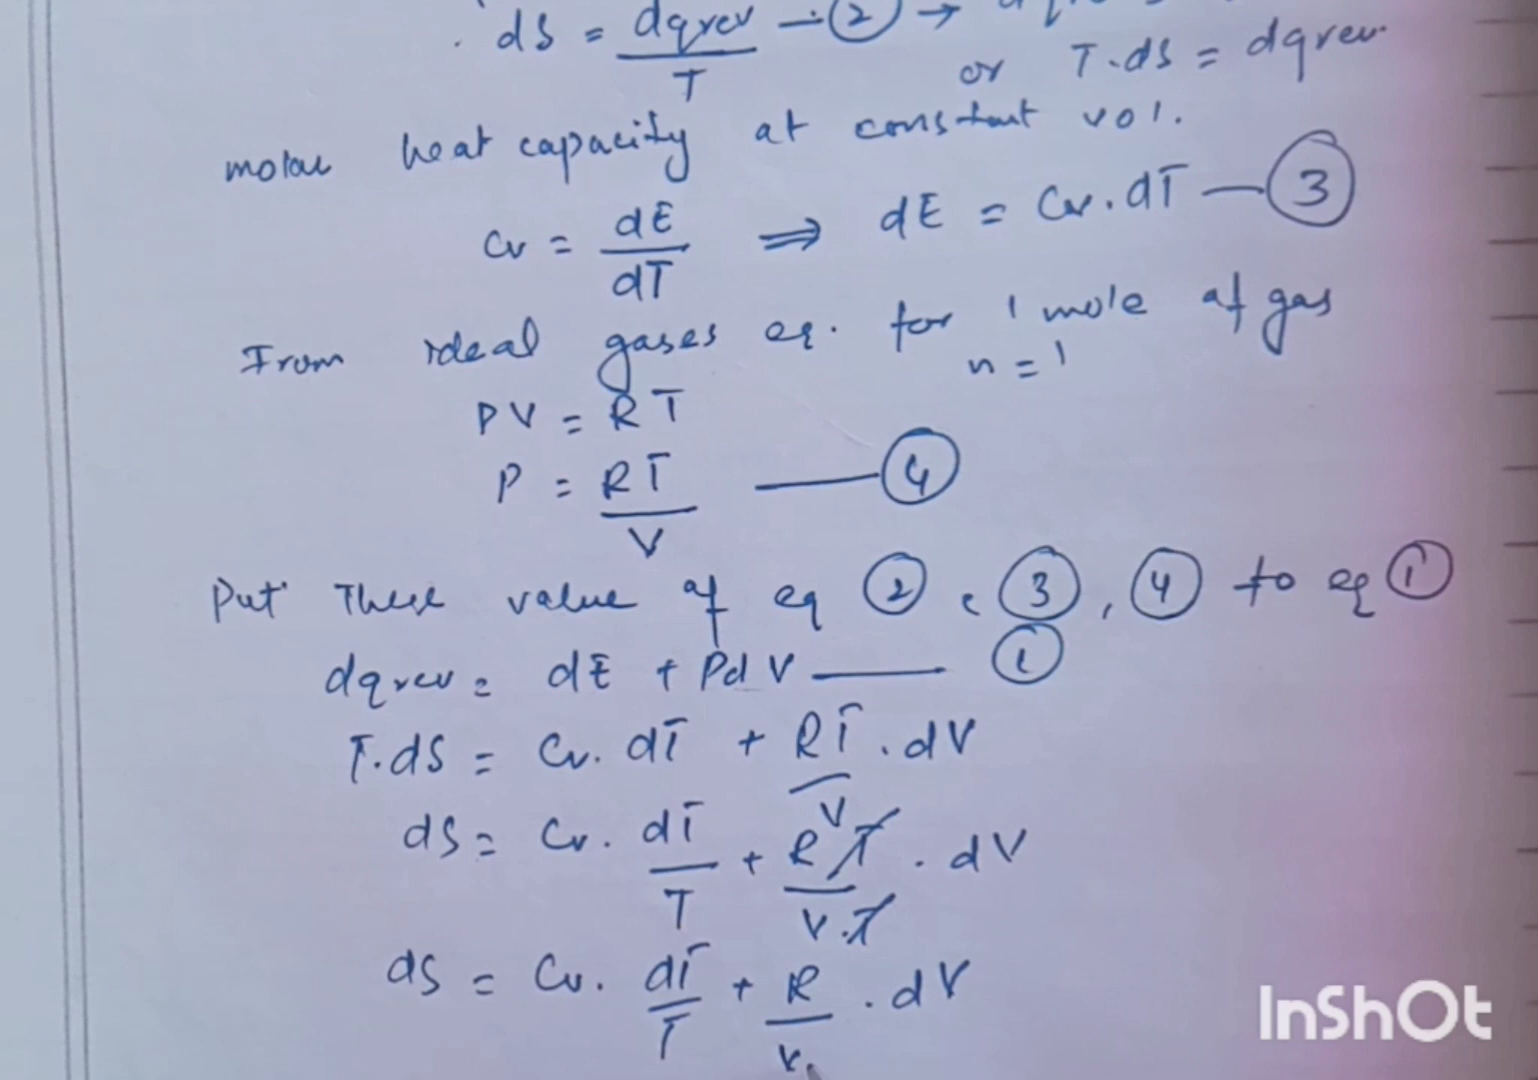 . dS = dqrev/T — ② →
or T.dS = dqrev.
molar heat capacity at constant vol.
Cv = dE/dT ⇒ dE = Cv.dT — ③
From ideal gases eq. for 1 mole of gas
n = 1
PV = RT
P = RT/V — ④
Put These value of eq ②, ③, ④ to eq ①
dqrev = dE + PdV — ①
T.dS = Cv. dT + RT/V . dV
dS = Cv. dT/T + RT/V.T . dV
dS = Cv. dT/T + R/V . dV
InShOt